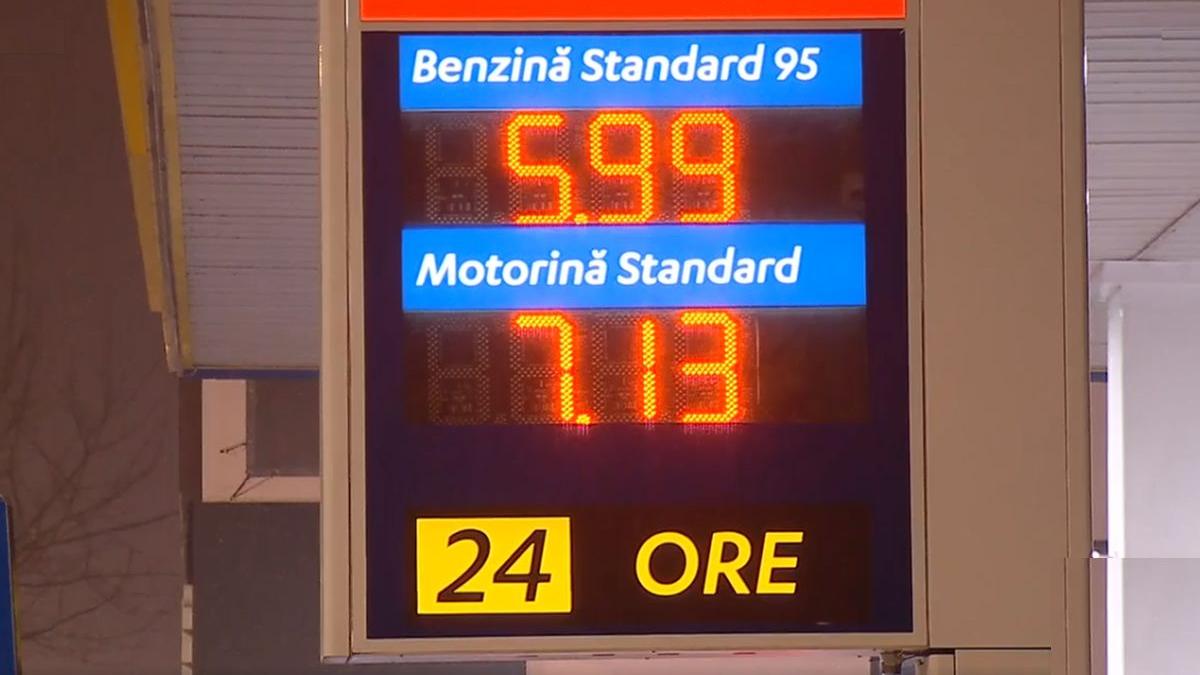 Benzină Standard 95
5.99
Motorină Standard
7.13
24 ORE